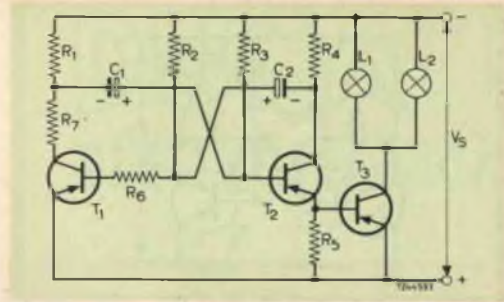 R1
R2
R3
R4
L1
L2
−
C1
C2
− +
+ −
R7
VS
T3
R6
T1
T2
R5
+